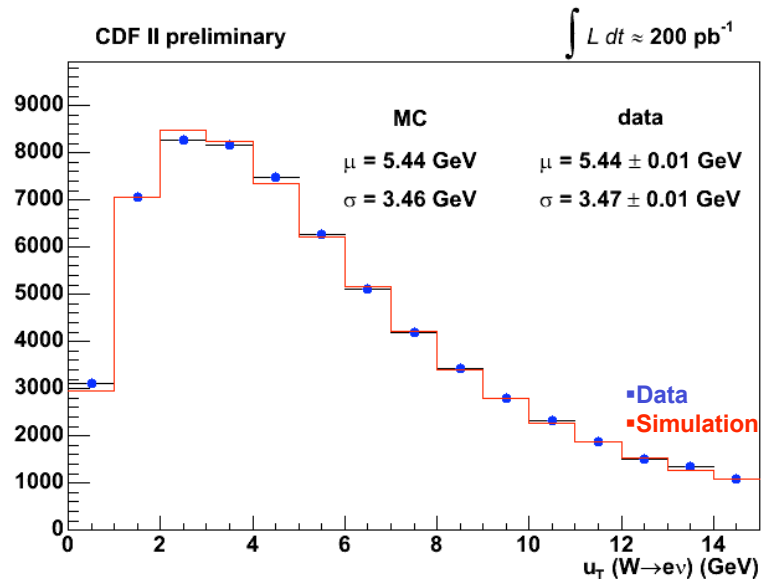 CDF II preliminary
∫ L dt ≈ 200 pb⁻¹
MC data
μ = 5.44 GeV μ = 5.44 ± 0.01 GeV
σ = 3.46 GeV σ = 3.47 ± 0.01 GeV
9000
8000
7000
6000
5000
4000
3000
2000
1000
0
Data
Simulation
0 2 4 6 8 10 12 14
u_T (W→eν) (GeV)